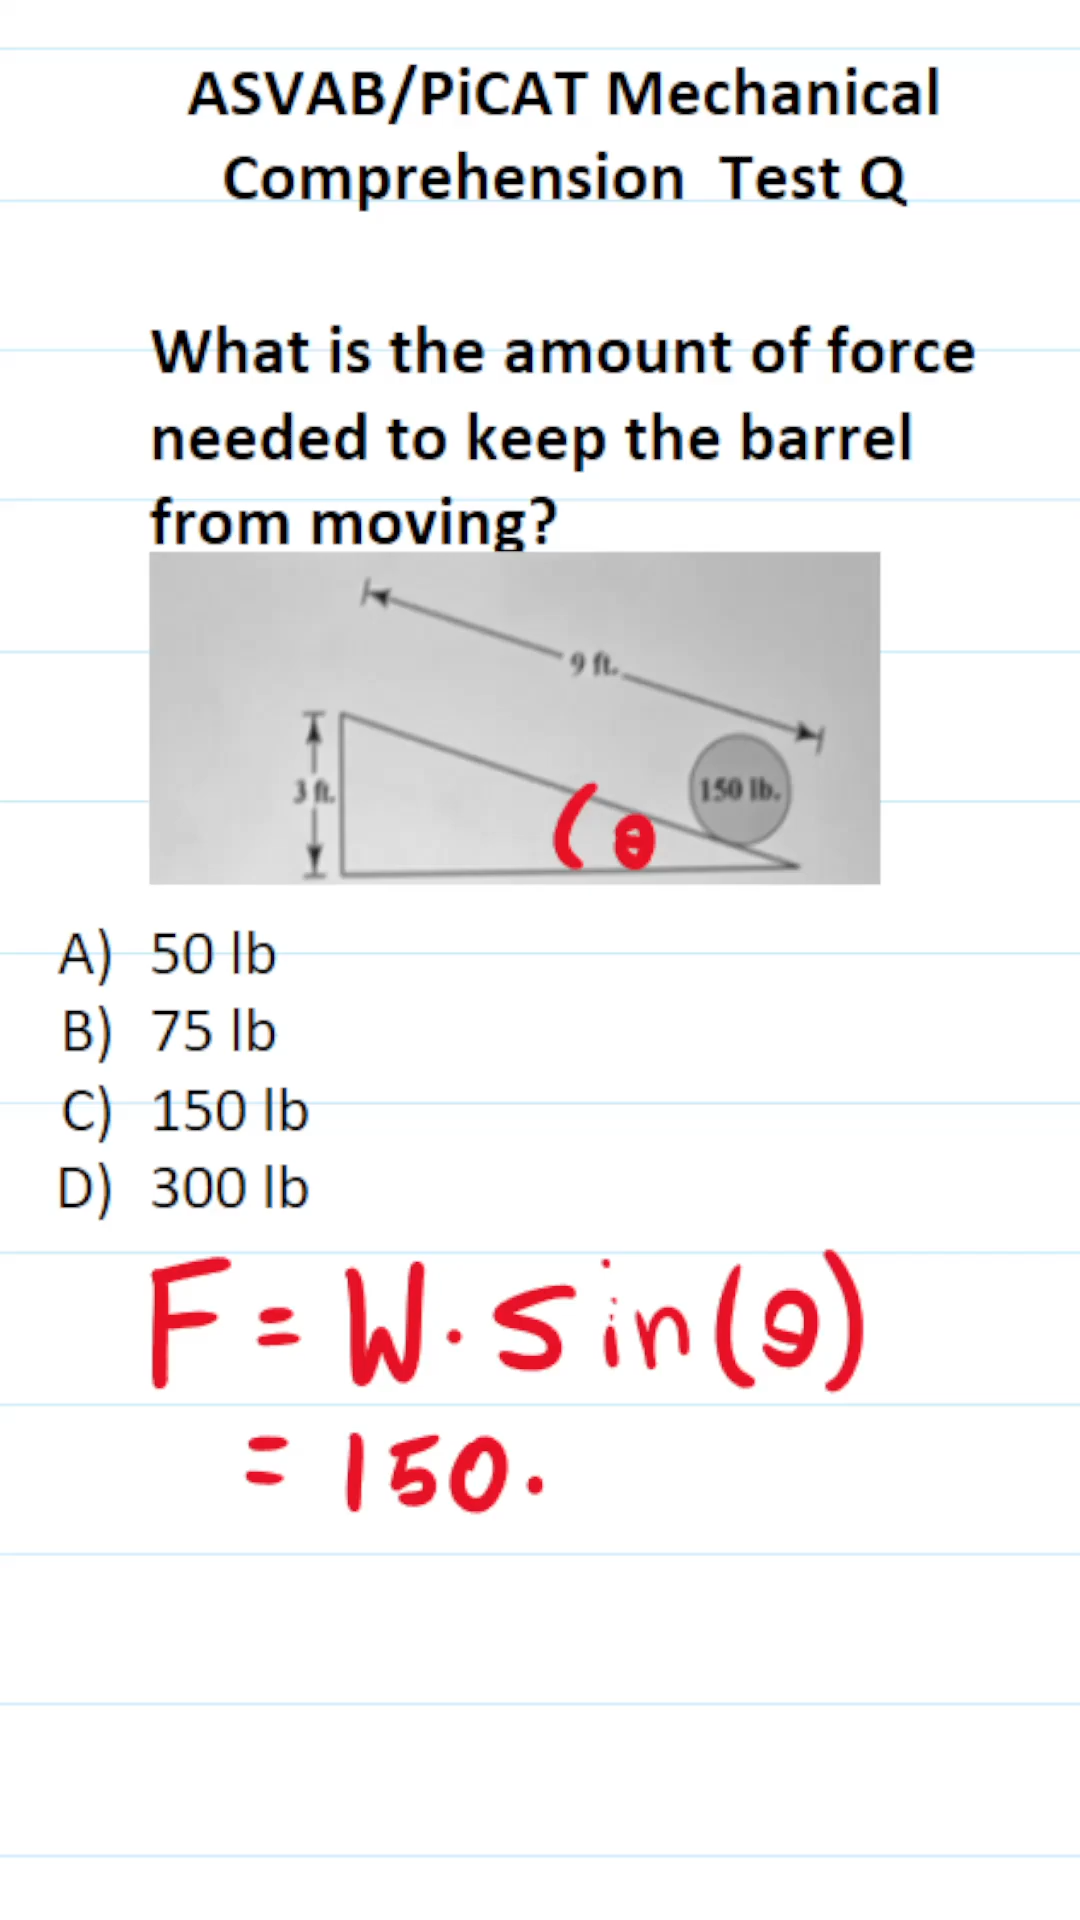 ASVAB/PiCAT Mechanical
Comprehension Test Q
What is the amount of force
needed to keep the barrel
from moving?
9 ft.
3 ft.
150 lb.
θ
A) 50 lb
B) 75 lb
C) 150 lb
D) 300 lb
F = W · Sin(θ)
= 150 ·